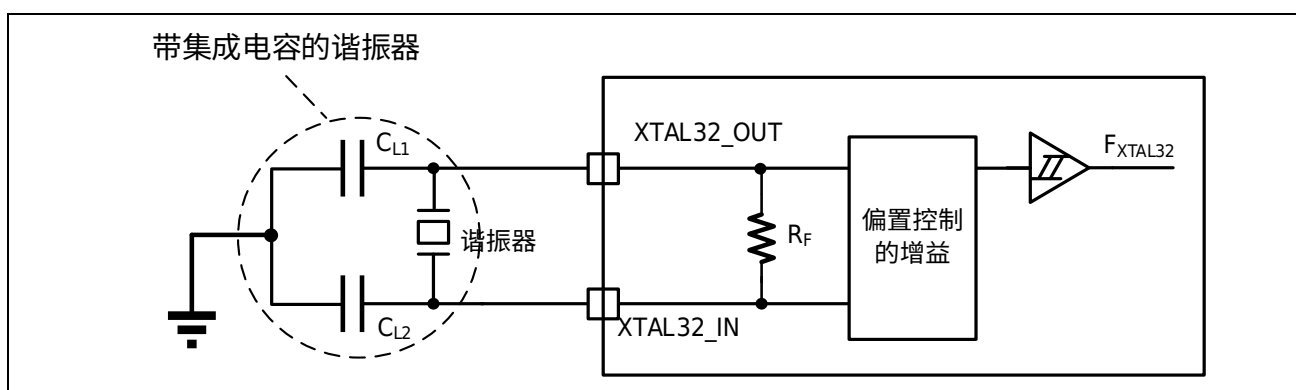 带集成电容的谐振器
CL1
XTAL32_OUT
FXTAL32
谐振器
RF
偏置控制
的增益
CL2
XTAL32_IN